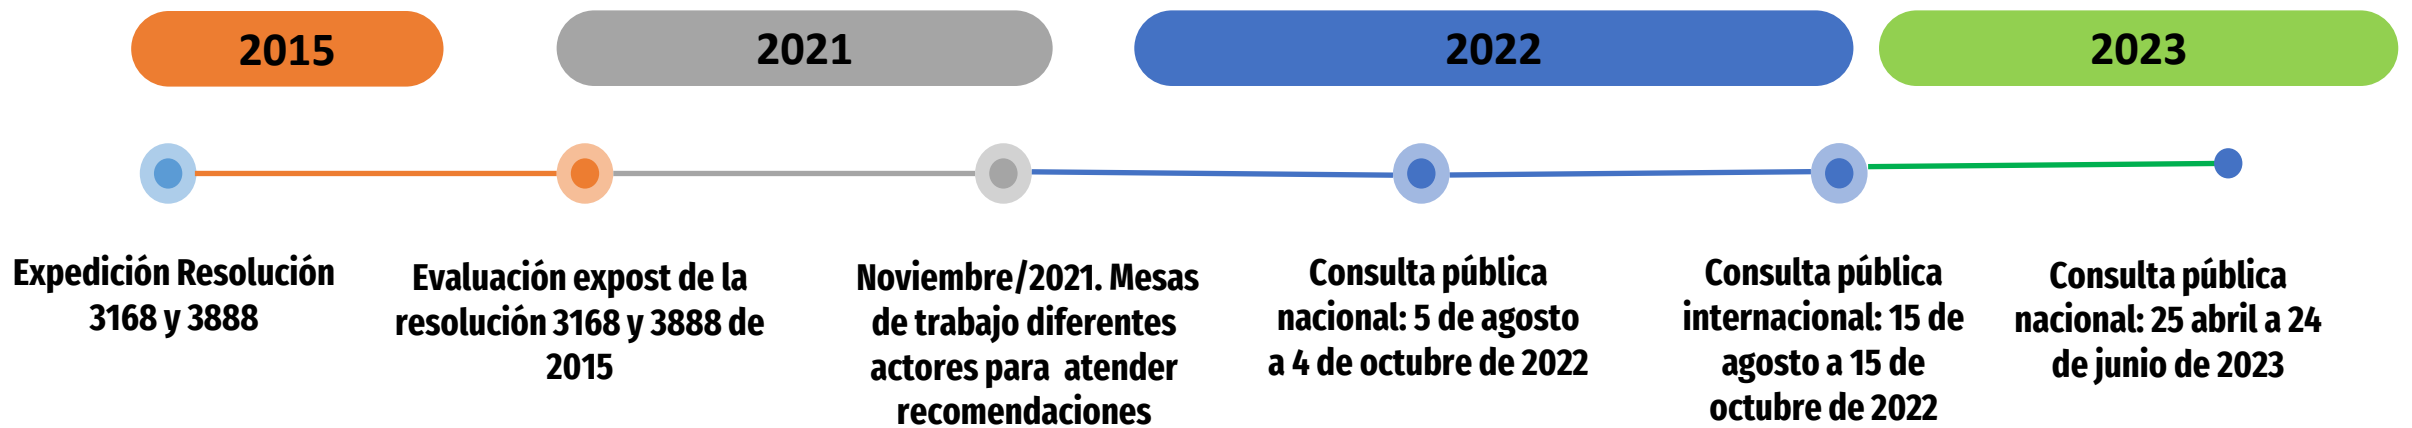 2015
2021
2022
2023
Expedición Resolución
3168 y 3888
Evaluación expost de la
resolución 3168 y 3888 de
2015
Noviembre/2021. Mesas
de trabajo diferentes
actores para atender
recomendaciones
Consulta pública
nacional: 5 de agosto
a 4 de octubre de 2022
Consulta pública
internacional: 15 de
agosto a 15 de
octubre de 2022
Consulta pública
nacional: 25 abril a 24
de junio de 2023